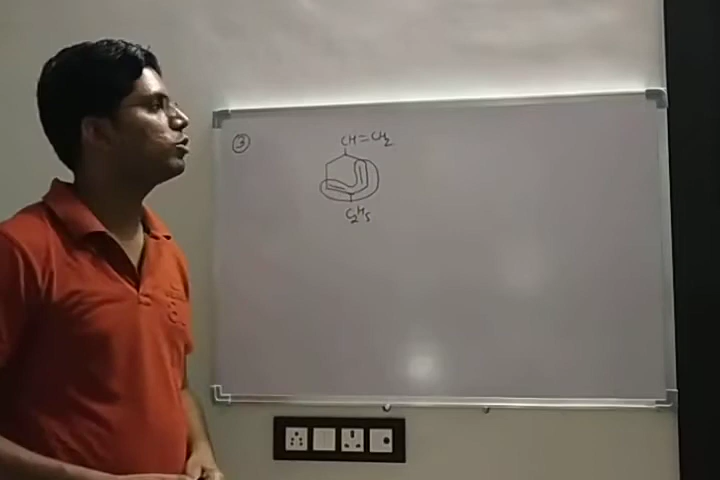 ③
CH=CH₂
C₂H₅